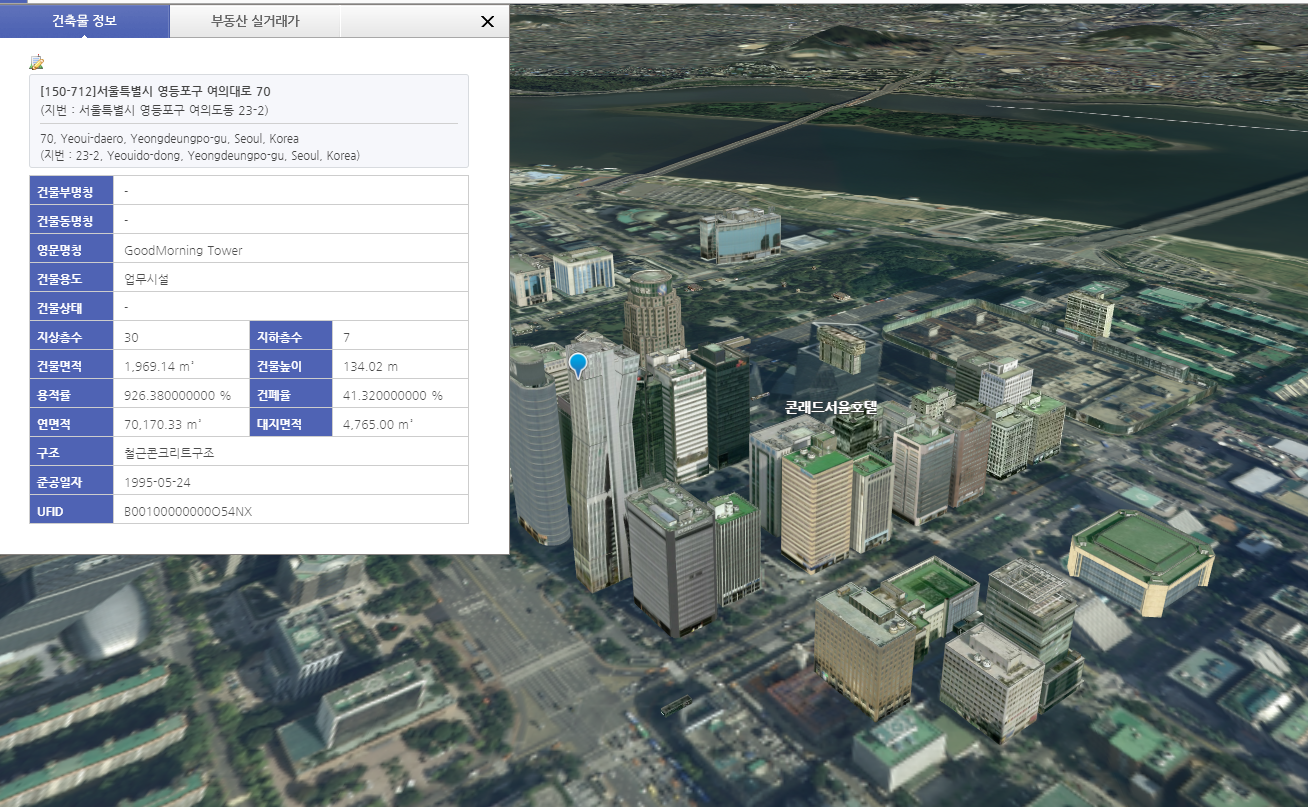 건축물 정보
부동산 실거래가
[150-712]서울특별시 영등포구 여의대로 70
(지번 : 서울특별시 영등포구 여의도동 23-2)
70, Yeoui-daero, Yeongdeungpo-gu, Seoul, Korea
(지번 : 23-2, Yeouido-dong, Yeongdeungpo-gu, Seoul, Korea)
건물부명칭 -
건물동명칭 -
영문명칭 GoodMorning Tower
건물용도 업무시설
건물상태 -
지상층수 30 지하층수 7
건물면적 1,969.14 m² 건물높이 134.02 m
용적률 926.380000000 % 건폐율 41.320000000 %
연면적 70,170.33 m² 대지면적 4,765.00 m²
구조 철근콘크리트구조
준공일자 1995-05-24
UFID B00100000000O54NX
콘래드서울호텔